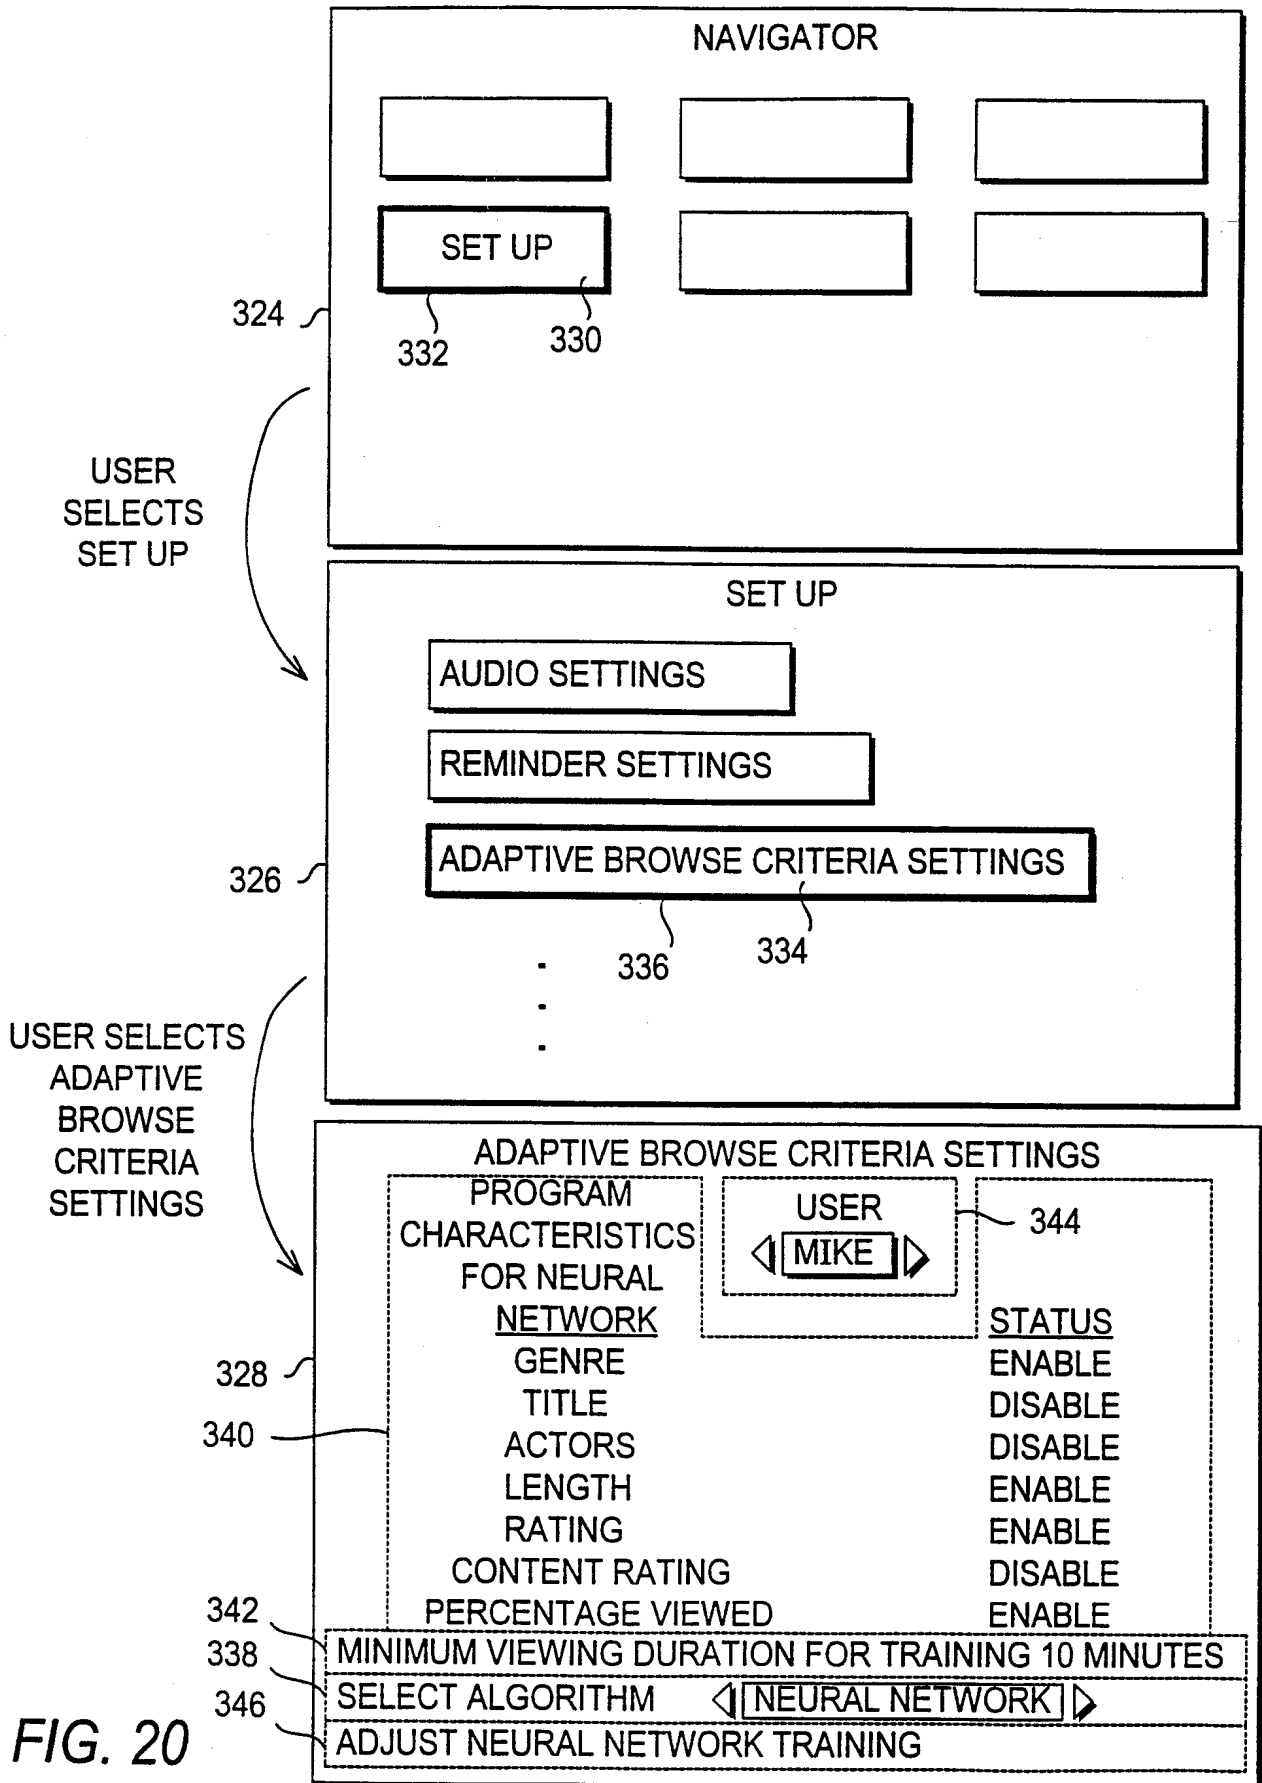 NAVIGATOR
SET UP
324
332
330
USER
SELECTS
SET UP
SET UP
AUDIO SETTINGS
REMINDER SETTINGS
ADAPTIVE BROWSE CRITERIA SETTINGS
326
336
334
USER SELECTS
ADAPTIVE
BROWSE
CRITERIA
SETTINGS
ADAPTIVE BROWSE CRITERIA SETTINGS
PROGRAM
CHARACTERISTICS
FOR NEURAL
NETWORK
USER
MIKE
344
STATUS
328
GENRE ENABLE
TITLE DISABLE
340
ACTORS DISABLE
LENGTH ENABLE
RATING ENABLE
CONTENT RATING DISABLE
PERCENTAGE VIEWED ENABLE
342
MINIMUM VIEWING DURATION FOR TRAINING 10 MINUTES
338
SELECT ALGORITHM NEURAL NETWORK
346
ADJUST NEURAL NETWORK TRAINING
FIG. 20